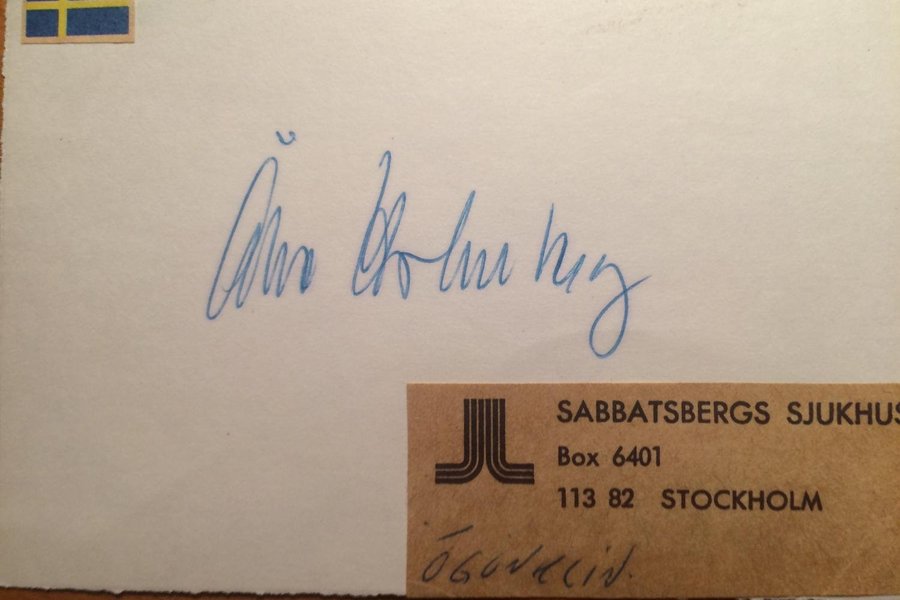 Åke Holmberg
SABBATSBERGS SJUKHUS
Box 6401
113 82 STOCKHOLM
ÖGONKLIN.